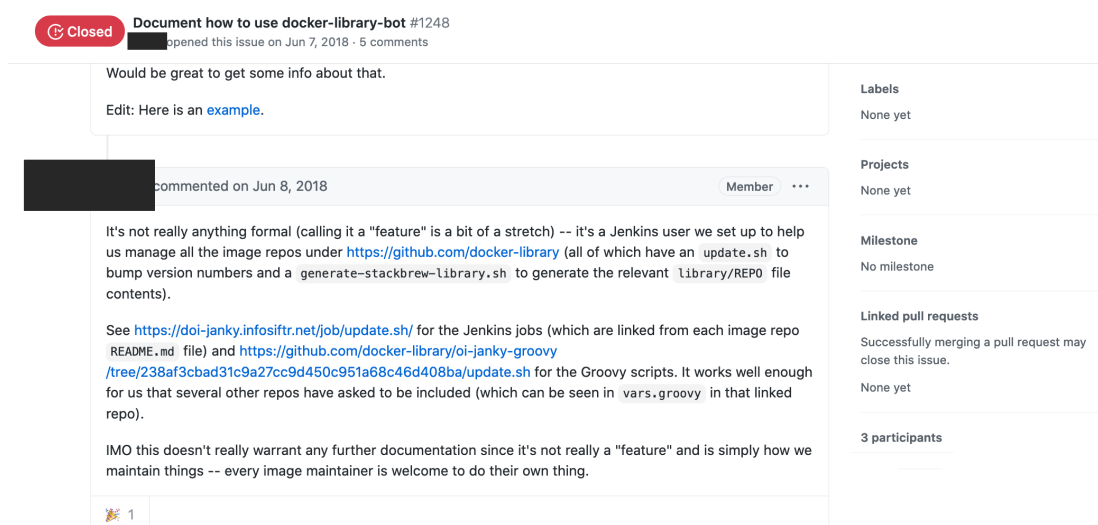 Closed
Document how to use docker-library-bot #1248
opened this issue on Jun 7, 2018 · 5 comments
Would be great to get some info about that.
Edit: Here is an example.
commented on Jun 8, 2018
Member
It's not really anything formal (calling it a "feature" is a bit of a stretch) -- it's a Jenkins user we set up to help
us manage all the image repos under https://github.com/docker-library (all of which have an update.sh to
bump version numbers and a generate-stackbrew-library.sh to generate the relevant library/REPO file
contents).
See https://doi-janky.infosiftr.net/job/update.sh/ for the Jenkins jobs (which are linked from each image repo
README.md file) and https://github.com/docker-library/oi-janky-groovy
/tree/238af3cbad31c9a27cc9d450c951a68c46d408ba/update.sh for the Groovy scripts. It works well enough
for us that several other repos have asked to be included (which can be seen in vars.groovy in that linked
repo).
IMO this doesn't really warrant any further documentation since it's not really a "feature" and is simply how we
maintain things -- every image maintainer is welcome to do their own thing.
1
Labels
None yet
Projects
None yet
Milestone
No milestone
Linked pull requests
Successfully merging a pull request may
close this issue.
None yet
3 participants